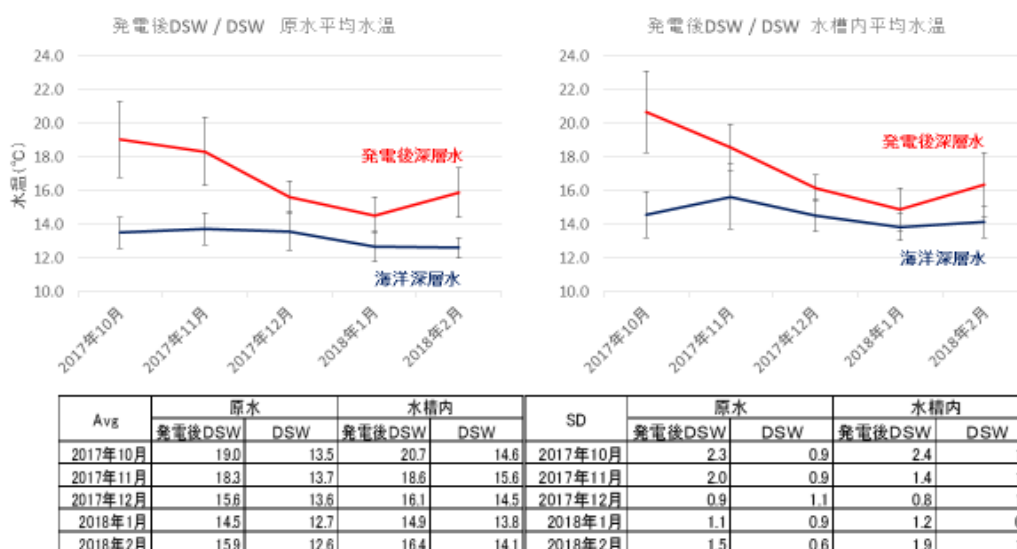 発電後DSW / DSW 原水平均水温
24.0
22.0
20.0
18.0
16.0
14.0
12.0
10.0
水温(℃)
発電後深層水
海洋深層水
2017年10月
2017年11月
2017年12月
2018年1月
2018年2月
発電後DSW / DSW 水槽内平均水温
24.0
22.0
20.0
18.0
16.0
14.0
12.0
10.0
発電後深層水
海洋深層水
2017年10月
2017年11月
2017年12月
2018年1月
2018年2月
Avg 原水 水槽内 SD 原水 水槽内
発電後DSW DSW 発電後DSW DSW 発電後DSW DSW 発電後DSW DSW
2017年10月 19.0 13.5 20.7 14.6 2017年10月 2.3 0.9 2.4
2017年11月 18.3 13.7 18.6 15.6 2017年11月 2.0 0.9 1.4
2017年12月 15.6 13.6 16.1 14.5 2017年12月 0.9 1.1 0.8
2018年1月 14.5 12.7 14.9 13.8 2018年1月 1.1 0.9 1.2
2018年2月 15.9 12.6 16.4 14.1 2018年2月 1.5 0.6 1.9